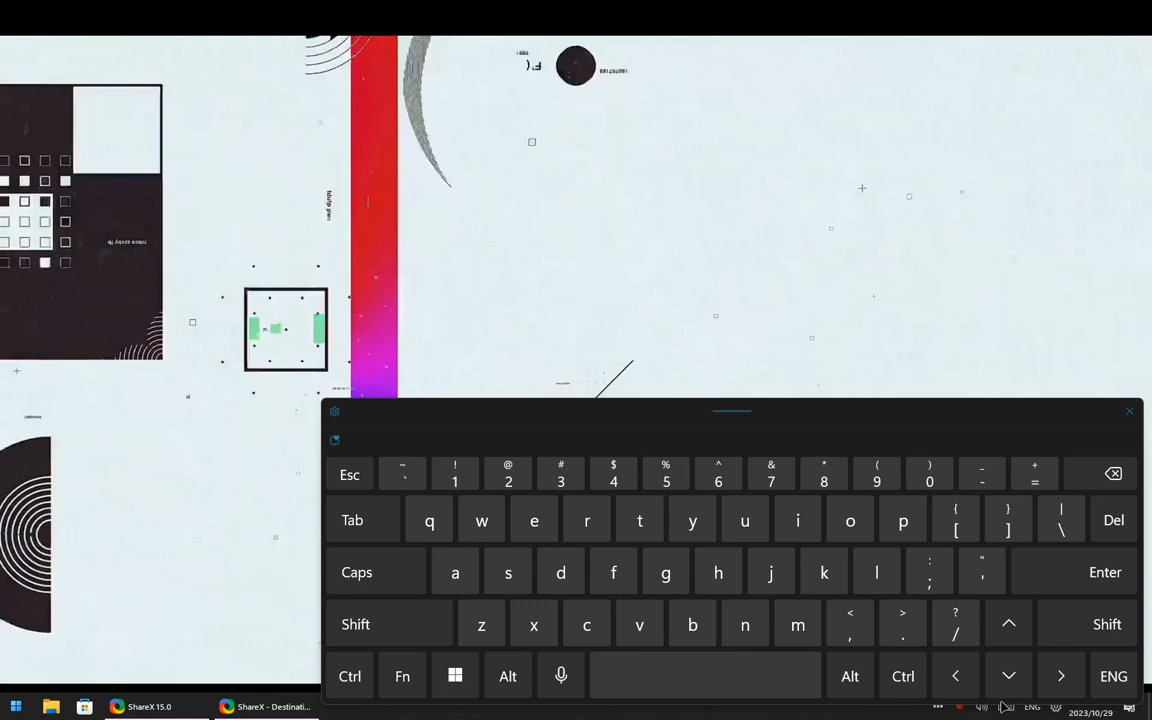 Esc ~ ` ! 1 @ 2 # 3 $ 4 % 5 ^ 6 & 7 * 8 ( 9 ) 0 _ - + =
Tab q w e r t y u i o p { [ } ] | \ Del
Caps a s d f g h j k l : ; " ' Enter
Shift z x c v b n m < , > . ? / Shift
Ctrl Fn Alt Alt Ctrl ENG
ShareX 15.0 ShareX - Destinati... ENG
2023/10/29